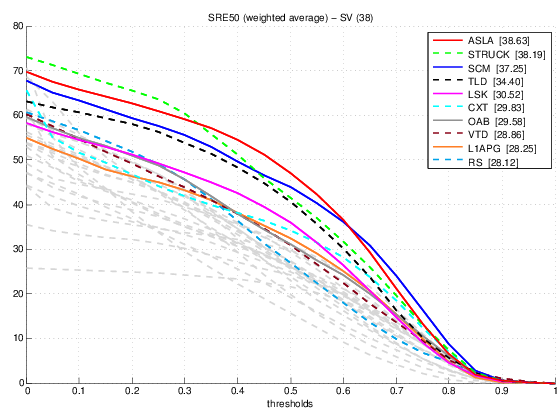 SRE50 (weighted average) – SV (38)
80
70
60
50
40
30
20
10
0
0
0.1
0.2
0.3
0.4
0.5
0.6
0.7
0.8
0.9
1
thresholds
ASLA [38.63]
STRUCK [38.19]
SCM [37.25]
TLD [34.40]
LSK [30.52]
CXT [29.83]
OAB [29.58]
VTD [28.86]
L1APG [28.25]
RS [28.12]